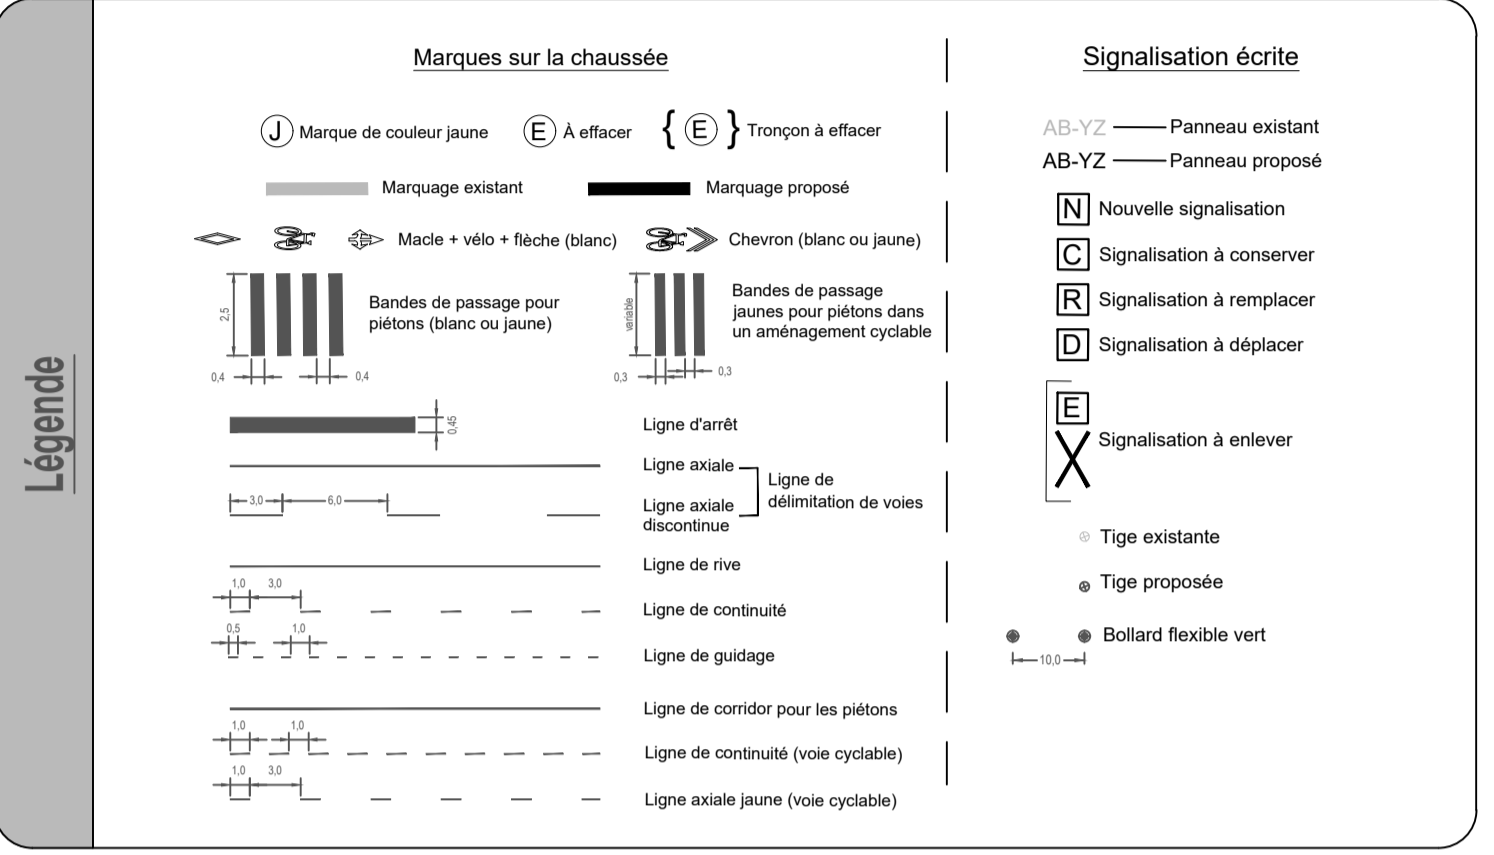 Légende
Marques sur la chaussée
J Marque de couleur jaune E À effacer { E } Tronçon à effacer
Marquage existant Marquage proposé
Macle + vélo + flèche (blanc) Chevron (blanc ou jaune)
2,5
Bandes de passage pour
piétons (blanc ou jaune)
0,4 0,4
variable
Bandes de passage
jaunes pour piétons dans
un aménagement cyclable
0,3 0,3
0,45
Ligne d'arrêt
Ligne axiale
3,0 6,0
Ligne axiale
discontinue
Ligne de
délimitation de voies
Ligne de rive
1,0 3,0
Ligne de continuité
0,5 1,0
Ligne de guidage
Ligne de corridor pour les piétons
1,0 1,0
Ligne de continuité (voie cyclable)
1,0 3,0
Ligne axiale jaune (voie cyclable)
Signalisation écrite
AB-YZ Panneau existant
AB-YZ Panneau proposé
N Nouvelle signalisation
C Signalisation à conserver
R Signalisation à remplacer
D Signalisation à déplacer
E
X Signalisation à enlever
Tige existante
Tige proposée
Bollard flexible vert
10,0